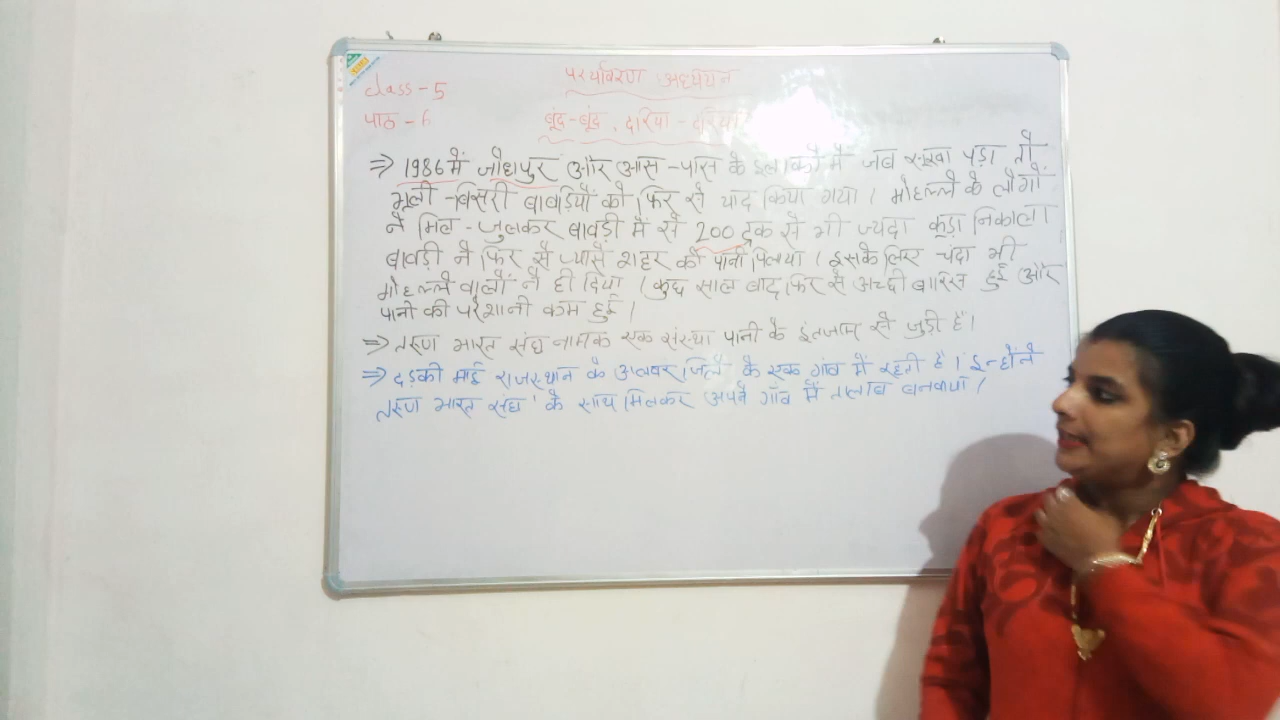 class-5
पर्यावरण अध्ययन
पाठ - 6
बूंद-बूंद, दरिया - दरिया
⇒ 1986 में जोधपुर और आस-पास के इलाकों में जब सूखा पड़ा तो
भूली-बिसरी बावड़ियों को फिर से याद किया गया। मोहल्ले के लोगों
ने मिल-जुलकर बावड़ी में से 200 ट्रक से भी ज्यदा कूड़ा निकाला
बावड़ी ने फिर से प्यासे शहर को पानी पिलाया। इसके लिए चंदा भी
मोहल्ले वालों ने ही दिया। कुछ साल बाद फिर से अच्छी बारिस हुई और
पानी की परेशानी कम हुई।
⇒ तरुण भारत संघ नामक एक संस्था पानी के इंतजाम से जुड़ी है।
⇒ दड़की माई राजस्थान के अलवर जिले के एक गांव में रहती है। इन्होंने
तरुण भारत संघ' के साथ मिलकर अपने गाँव में तालाब बनवाया।